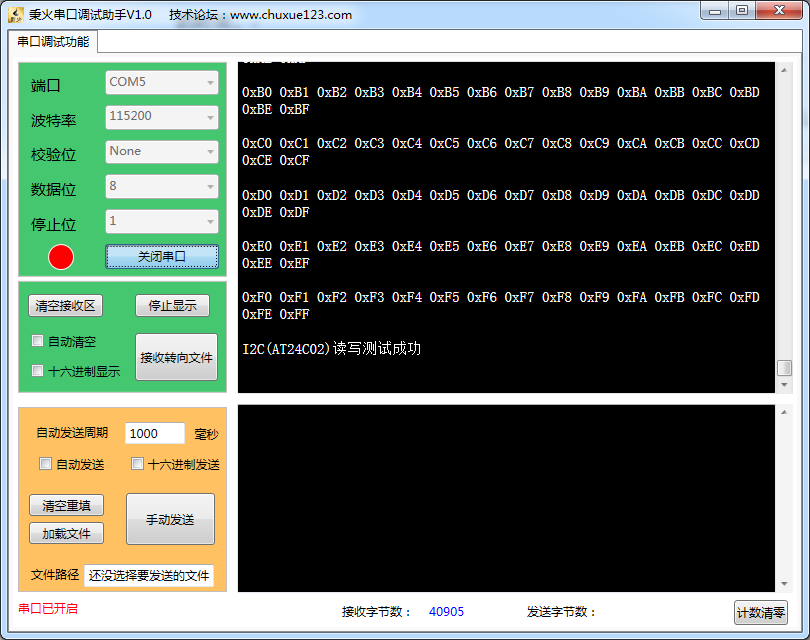 秉火串口调试助手V1.0 技术论坛：www.chuxue123.com
串口调试功能
端口 COM5
波特率 115200
校验位 None
数据位 8
停止位 1
关闭串口
清空接收区 停止显示
自动清空
十六进制显示
接收转向文件
0xB0 0xB1 0xB2 0xB3 0xB4 0xB5 0xB6 0xB7 0xB8 0xB9 0xBA 0xBB 0xBC 0xBD
0xBE 0xBF
0xC0 0xC1 0xC2 0xC3 0xC4 0xC5 0xC6 0xC7 0xC8 0xC9 0xCA 0xCB 0xCC 0xCD
0xCE 0xCF
0xD0 0xD1 0xD2 0xD3 0xD4 0xD5 0xD6 0xD7 0xD8 0xD9 0xDA 0xDB 0xDC 0xDD
0xDE 0xDF
0xE0 0xE1 0xE2 0xE3 0xE4 0xE5 0xE6 0xE7 0xE8 0xE9 0xEA 0xEB 0xEC 0xED
0xEE 0xEF
0xF0 0xF1 0xF2 0xF3 0xF4 0xF5 0xF6 0xF7 0xF8 0xF9 0xFA 0xFB 0xFC 0xFD
0xFE 0xFF
I2C(AT24C02)读写测试成功
自动发送周期 1000 毫秒
自动发送 十六进制发送
清空重填
加载文件
手动发送
文件路径 还没选择要发送的文件
串口已开启
接收字节数： 40905 发送字节数： 计数清零